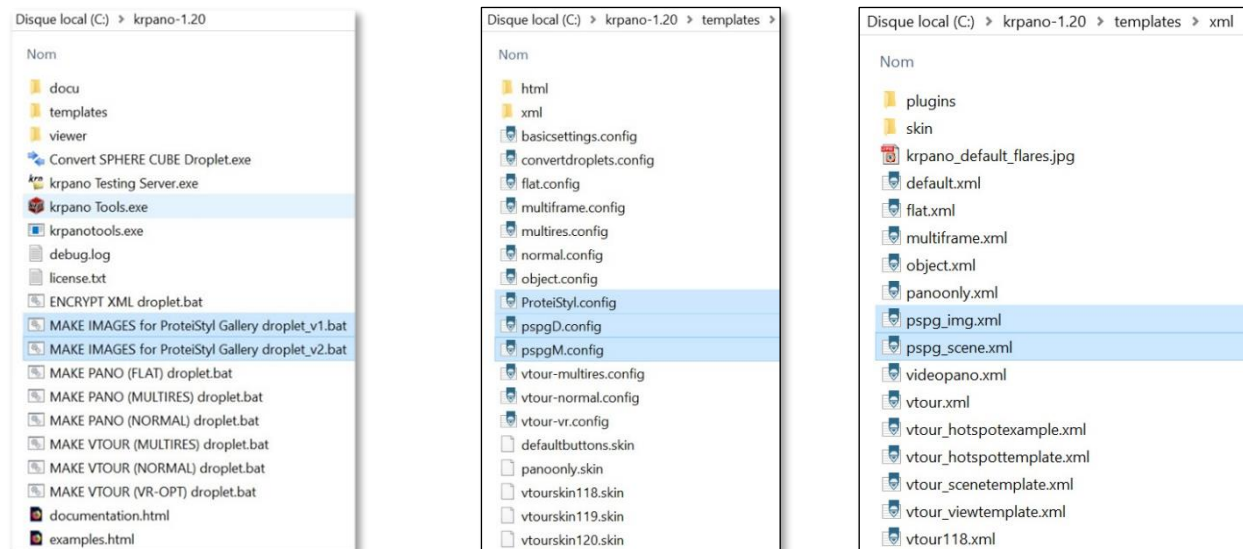 Disque local (C:) > krpano-1.20
Nom
docu
templates
viewer
Convert SPHERE CUBE Droplet.exe
krpano Testing Server.exe
krpano Tools.exe
krpanotools.exe
debug.log
license.txt
ENCRYPT XML droplet.bat
MAKE IMAGES for ProteiStyl Gallery droplet_v1.bat
MAKE IMAGES for ProteiStyl Gallery droplet_v2.bat
MAKE PANO (FLAT) droplet.bat
MAKE PANO (MULTIRES) droplet.bat
MAKE PANO (NORMAL) droplet.bat
MAKE VTOUR (MULTIRES) droplet.bat
MAKE VTOUR (NORMAL) droplet.bat
MAKE VTOUR (VR-OPT) droplet.bat
documentation.html
examples.html
Disque local (C:) > krpano-1.20 > templates >
Nom
html
xml
basicsettings.config
convertdroplets.config
flat.config
multiframe.config
multires.config
normal.config
object.config
ProteiStyl.config
pspgD.config
pspgM.config
vtour-multires.config
vtour-normal.config
vtour-vr.config
defaultbuttons.skin
panoonly.skin
vtourskin118.skin
vtourskin119.skin
vtourskin120.skin
Disque local (C:) > krpano-1.20 > templates > xml
Nom
plugins
skin
krpano_default_flares.jpg
default.xml
flat.xml
multiframe.xml
object.xml
panoonly.xml
pspg_img.xml
pspg_scene.xml
videopano.xml
vtour.xml
vtour_hotspotexample.xml
vtour_hotspottemplate.xml
vtour_scenetemplate.xml
vtour_viewtemplate.xml
vtour118.xml